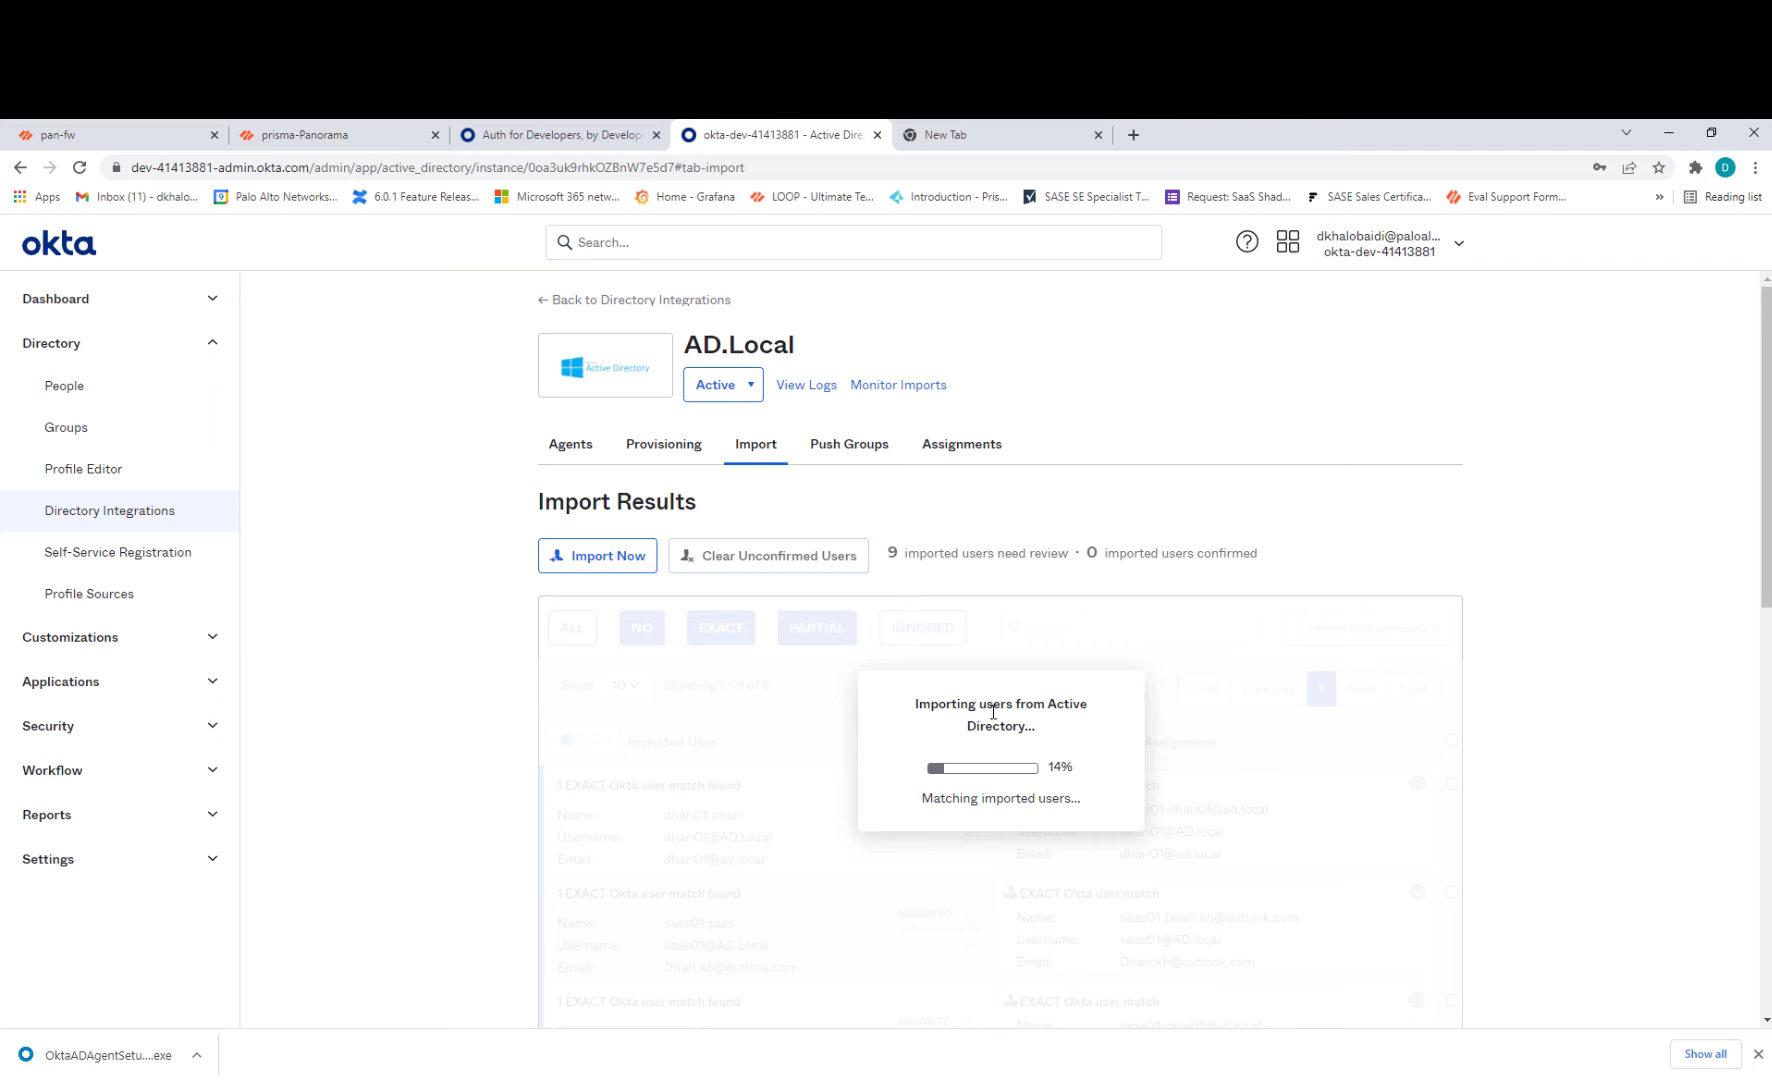 pan-fw
prisma-Panorama
Auth for Developers, by Develop
okta-dev-41413881 - Active Dire
New Tab
dev-41413881-admin.okta.com/admin/app/active_directory/instance/0oa3uk9rhkOZBnW7e5d7#tab-import
Apps
Inbox (11) - dkhalo...
Palo Alto Networks...
6.0.1 Feature Releas...
Microsoft 365 netw...
Home - Grafana
LOOP - Ultimate Te...
Introduction - Pris...
SASE SE Specialist T...
Request: SaaS Shad...
SASE Sales Certifica...
Eval Support Form...
»
Reading list
okta
Search...
dkhalobaidi@paloal...
okta-dev-41413881
Dashboard
Directory
People
Groups
Profile Editor
Directory Integrations
Self-Service Registration
Profile Sources
Customizations
Applications
Security
Workflow
Reports
Settings
← Back to Directory Integrations
Active Directory
AD.Local
Active
View Logs
Monitor Imports
Agents
Provisioning
Import
Push Groups
Assignments
Import Results
Import Now
Clear Unconfirmed Users
9 imported users need review · 0 imported users confirmed
ALL
NO
EXACT
PARTIAL
IGNORED
Show 10 Showing 1 - 9 of 9
1
Imported User
Assignment
Importing users from Active
Directory...
14%
Matching imported users...
1 EXACT Okta user match found
Name: dhari01 dhari
Username: dhari01@AD.Local
Email: dhari01@ad.local
dhari01@ad.local
Email: dhari01@ad.local
1 EXACT Okta user match found
Name: saas01 saas
Username: saas01@AD.Local
Email: Dhari.kh@outlook.com
ASSIGN TO
EXACT Okta user match
Name: saas01 Dhari.kh@outlook.com
Username: saas01@AD.local
Email: Dhari.kh@outlook.com
1 EXACT Okta user match found
ASSIGN TO
EXACT Okta user match
OktaADAgentSetu....exe
Show all